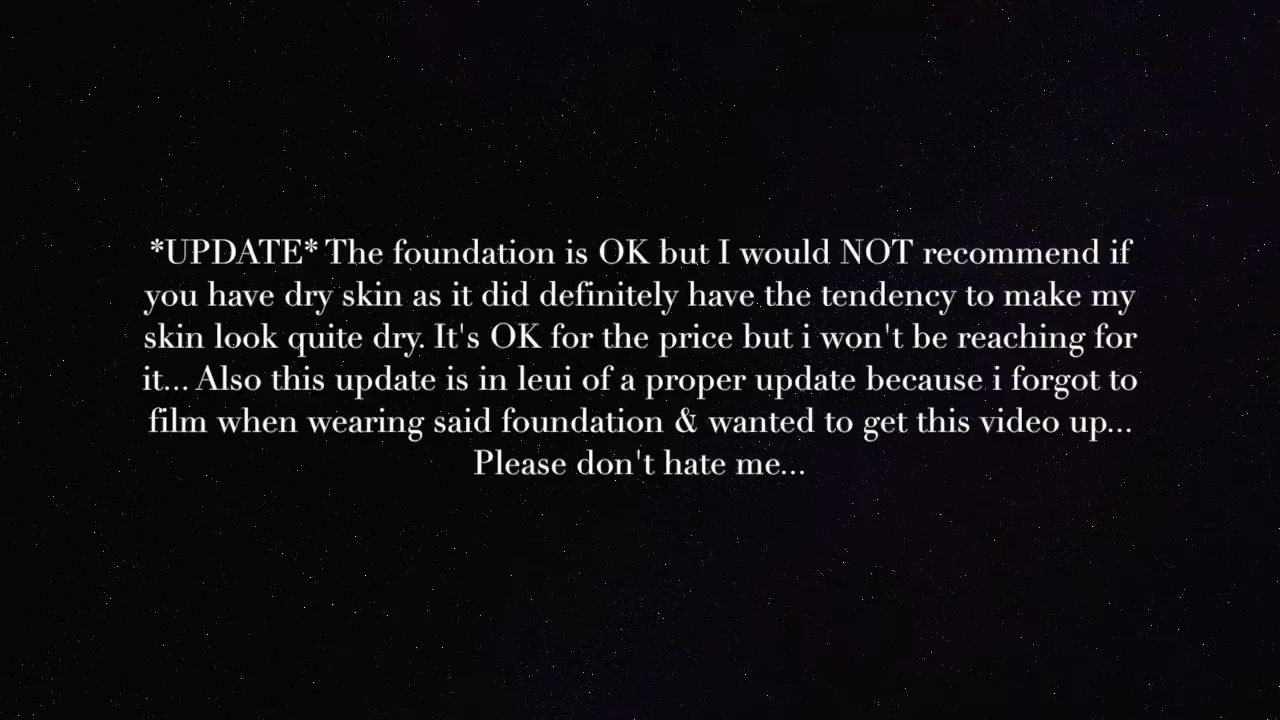 *UPDATE* The foundation is OK but I would NOT recommend if
you have dry skin as it did definitely have the tendency to make my
skin look quite dry. It's OK for the price but i won't be reaching for
it... Also this update is in leui of a proper update because i forgot to
film when wearing said foundation & wanted to get this video up...
Please don't hate me...